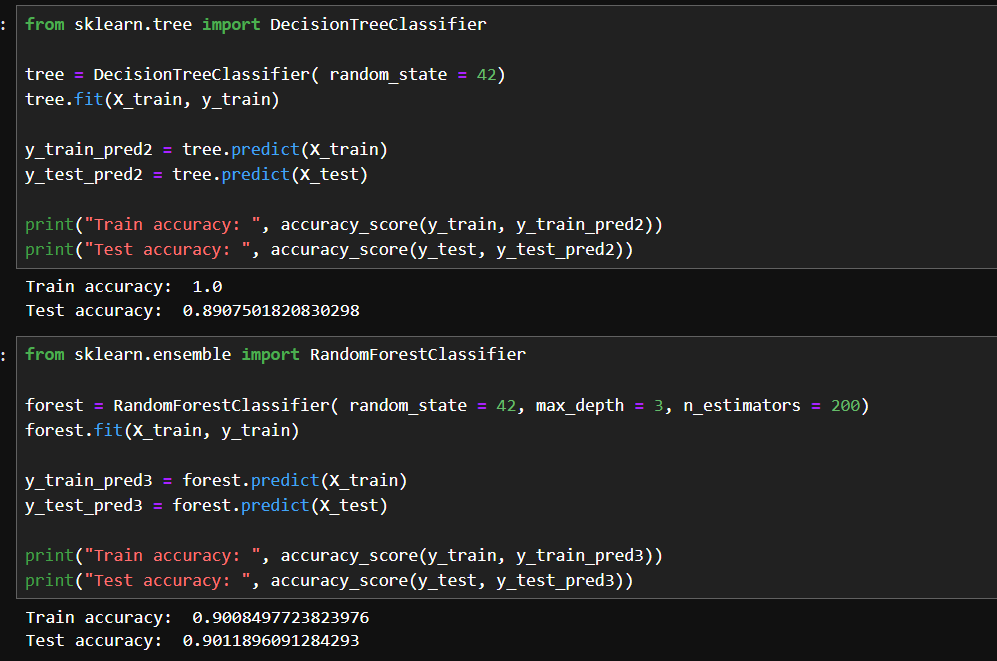 :
from sklearn.tree import DecisionTreeClassifier
tree = DecisionTreeClassifier( random_state = 42)
tree.fit(X_train, y_train)
y_train_pred2 = tree.predict(X_train)
y_test_pred2 = tree.predict(X_test)
print("Train accuracy: ", accuracy_score(y_train, y_train_pred2))
print("Test accuracy: ", accuracy_score(y_test, y_test_pred2))
Train accuracy:  1.0
Test accuracy:  0.8907501820830298
:
from sklearn.ensemble import RandomForestClassifier
forest = RandomForestClassifier( random_state = 42, max_depth = 3, n_estimators = 200)
forest.fit(X_train, y_train)
y_train_pred3 = forest.predict(X_train)
y_test_pred3 = forest.predict(X_test)
print("Train accuracy: ", accuracy_score(y_train, y_train_pred3))
print("Test accuracy: ", accuracy_score(y_test, y_test_pred3))
Train accuracy:  0.9008497723823976
Test accuracy:  0.9011896091284293